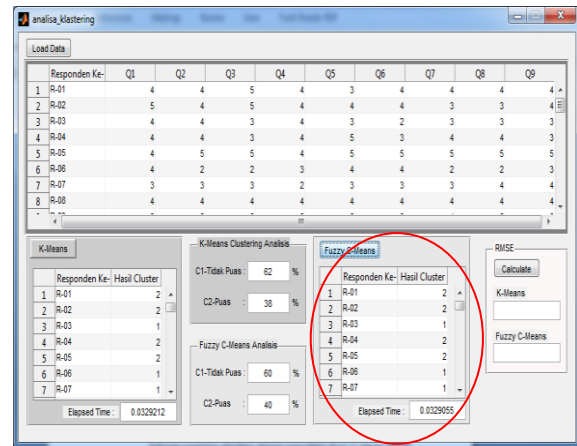 analisa_klastering
Load Data
Responden Ke- Q1 Q2 Q3 Q4 Q5 Q6 Q7 Q8 Q9
1 R-01 4 4 5 4 3 4 4 4 4
2 R-02 5 4 5 4 4 4 3 3 4
3 R-03 4 4 3 4 3 2 3 3 3
4 R-04 4 4 3 4 5 3 4 4 3
5 R-05 4 5 5 4 5 5 5 5 5
6 R-06 4 2 2 3 4 4 2 2 3
7 R-07 3 3 3 2 3 3 3 4 4
8 R-08 4 4 4 4 4 4 4 4 4
K-Means
Responden Ke- Hasil Cluster
1 R-01 2
2 R-02 2
3 R-03 1
4 R-04 2
5 R-05 2
6 R-06 1
7 R-07 1
Elapsed Time : 0.0329212
K-Means Clustering Analisis
C1-Tidak Puas : 62 %
C2-Puas : 38 %
Fuzzy C-Means Analisis
C1-Tidak Puas : 60 %
C2-Puas : 40 %
Fuzzy C-Means
Responden Ke- Hasil Cluster
1 R-01 2
2 R-02 2
3 R-03 1
4 R-04 2
5 R-05 2
6 R-06 1
7 R-07 1
Elapsed Time : 0.0329055
RMSE
Calculate
K-Means
Fuzzy C-Means